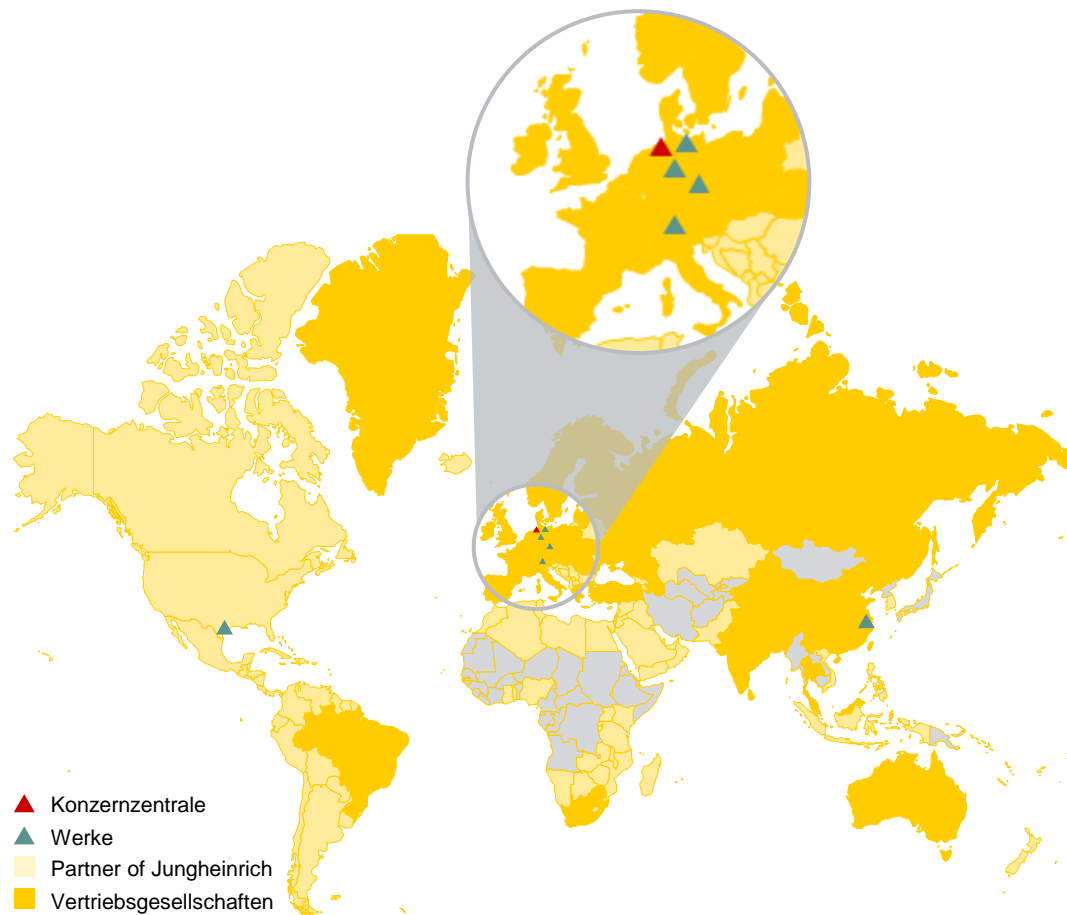 Konzernzentrale
Werke
Partner of Jungheinrich
Vertriebsgesellschaften